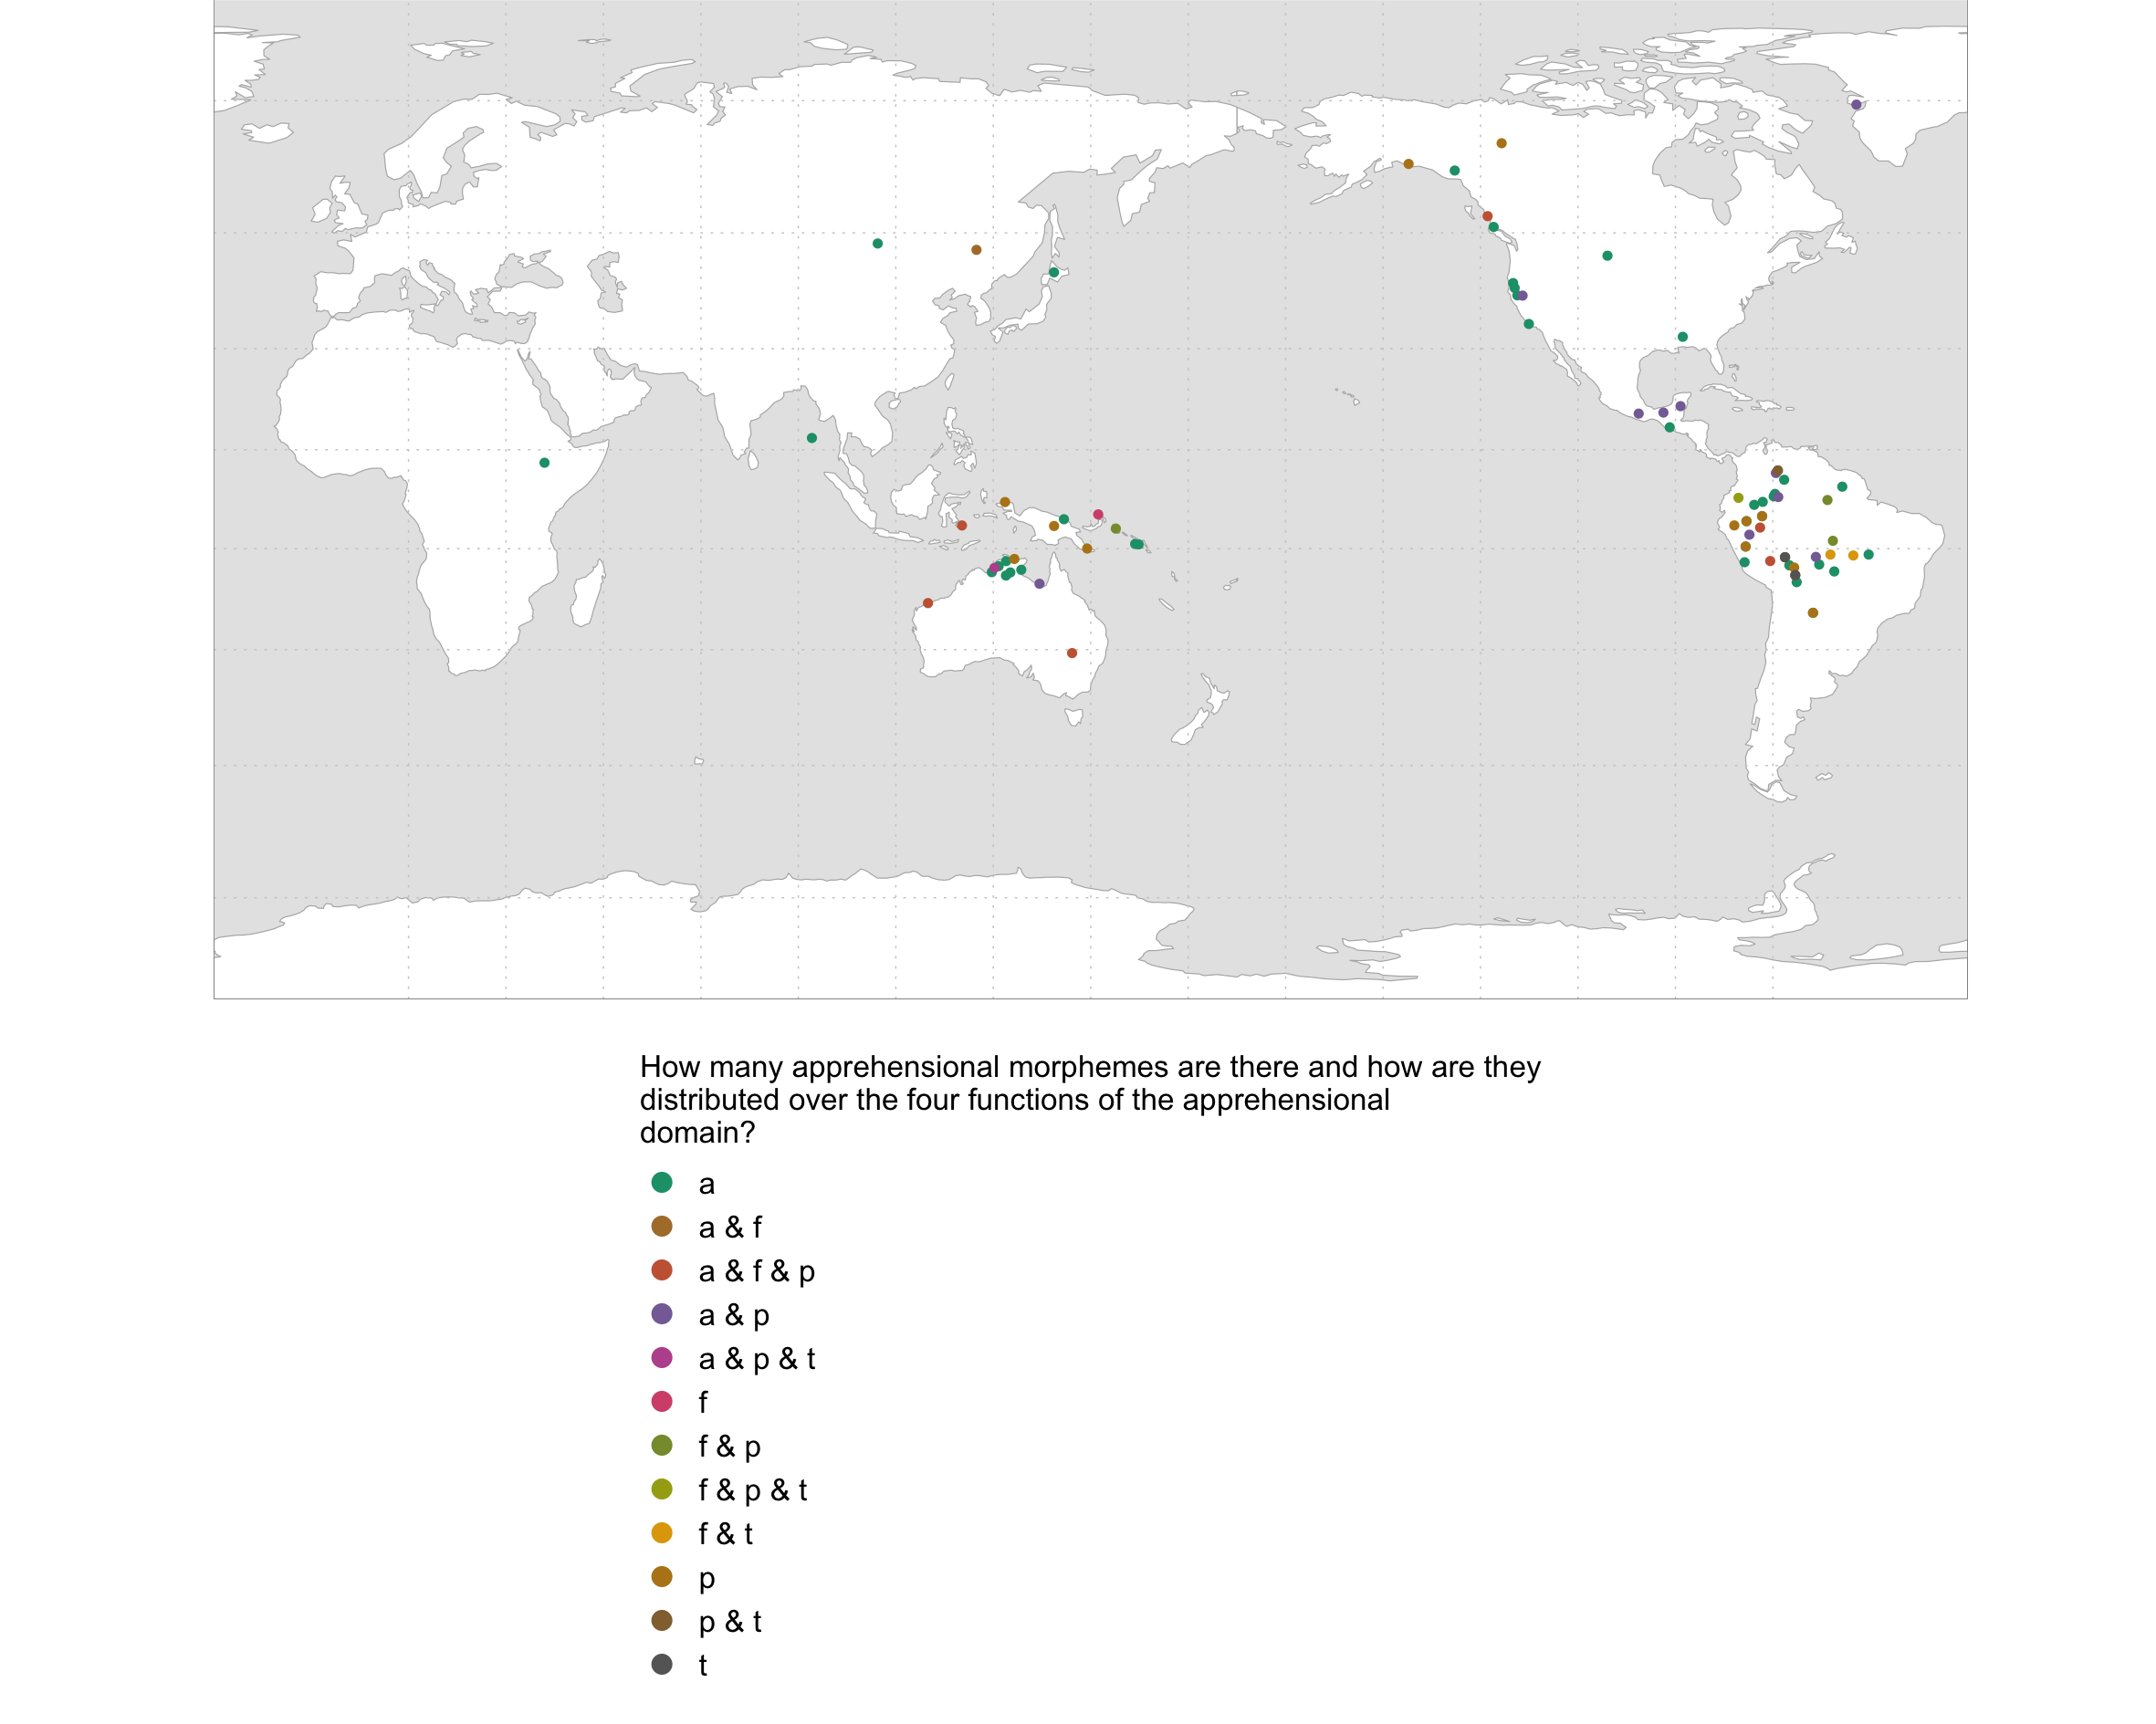 How many apprehensional morphemes are there and how are they
distributed over the four functions of the apprehensional
domain?
a
a & f
a & f & p
a & p
a & p & t
f
f & p
f & p & t
f & t
p
p & t
t